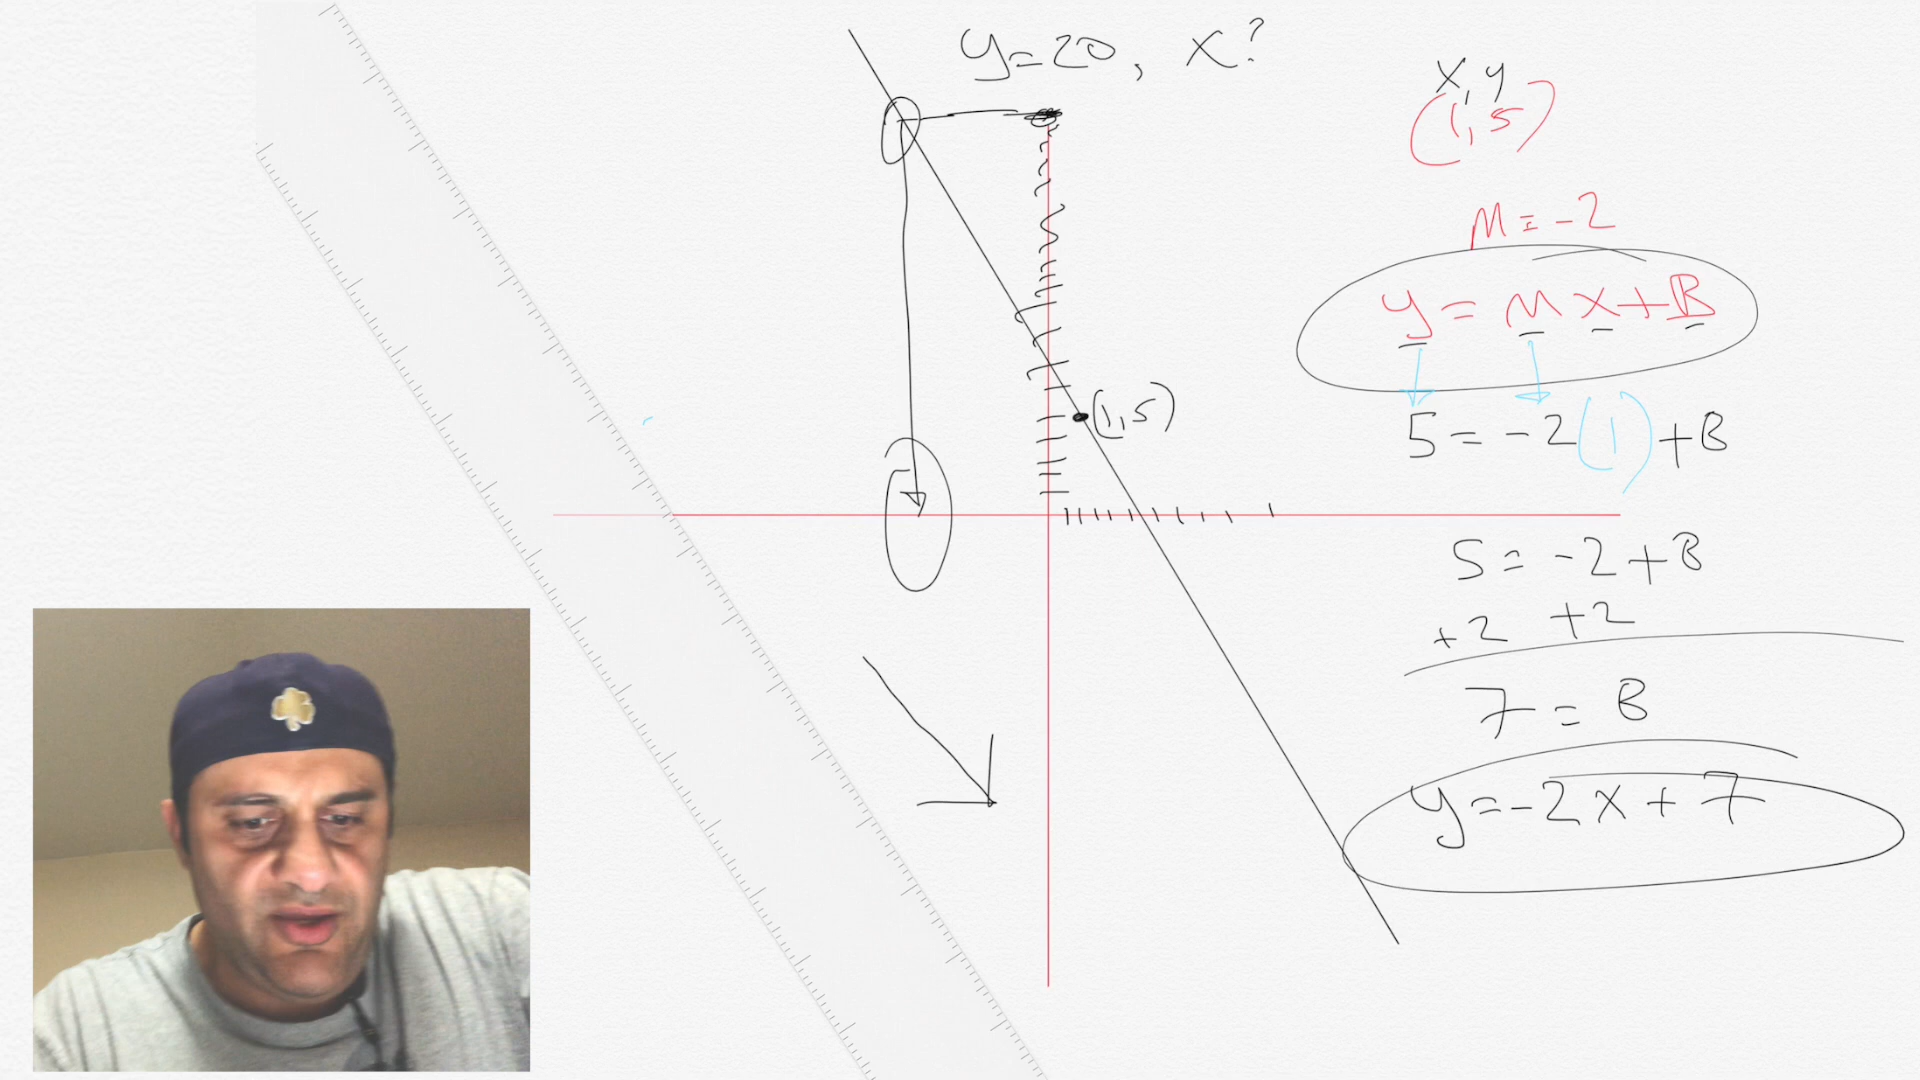 y=20, x?
x, y
(1,5)
M = -2
y = Mx+B
(1,5)
5 = -2(1) +B
5 = -2+B
+2 +2
7 = B
y=-2x+7